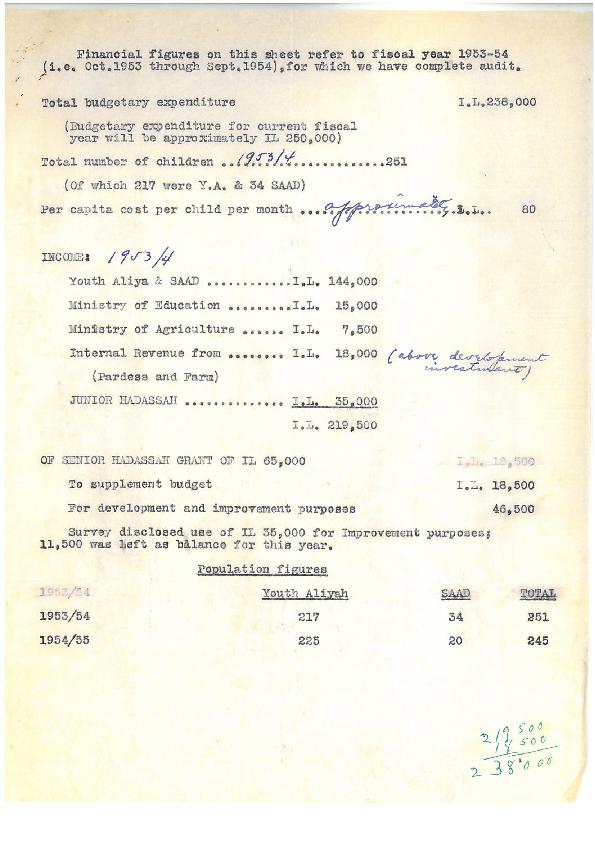 Financial figures on this sheet refer to fiscal year 1953-54
(i.e. Oct.1953 through Sept.1954),for which we have complete audit.
Total budgetary expenditure I.L.238,000
(Budgetary expenditure for current fiscal
year will be approximately IL 250,000)
Total number of children ..1953/4..............251
(Of which 217 were Y.A. & 34 SAAD)
Per capita cost per child per month ....approximately.I.L.. 80
INCOME: 1953/4
Youth Aliya & SAAD ............I.L. 144,000
Ministry of Education .........I.L. 15,000
Ministry of Agriculture ...... I.L. 7,500
Internal Revenue from ........ I.L. 18,000 (above development
investment)
(Pardess and Farm)
JUNIOR HADASSAH .............. I.L. 35,000
I.L. 219,500
OF SENIOR HADASSAH GRANT OF IL 65,000 I.L. 18,500
To supplement budget I.L. 18,500
For development and improvement purposes 46,500
Survey disclosed use of IL 35,000 for Improvement purposes;
11,500 was left as balance for this year.
Population figures
1953/54 Youth Aliyah SAAD TOTAL
1953/54 217 34 251
1954/55 225 20 245
219 500
18 500
238 000